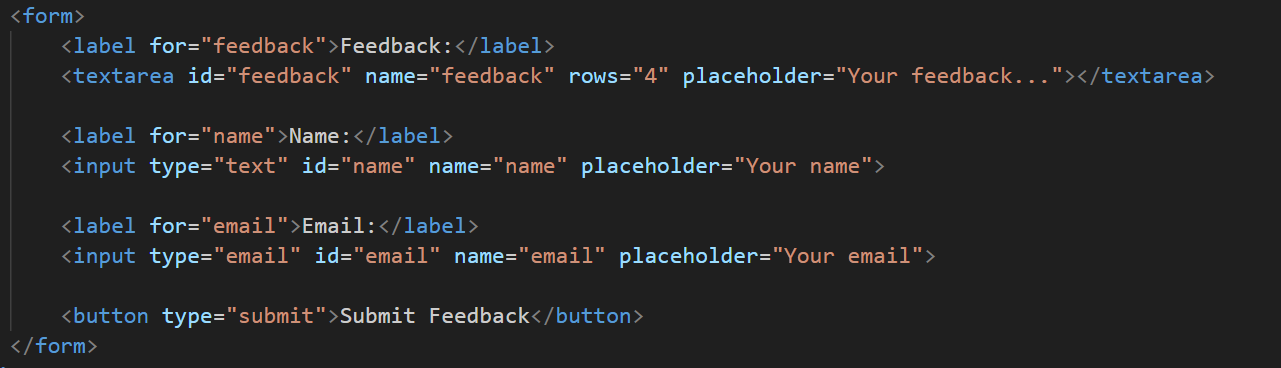 <form>
<label for="feedback">Feedback:</label>
<textarea id="feedback" name="feedback" rows="4" placeholder="Your feedback..."></textarea>
<label for="name">Name:</label>
<input type="text" id="name" name="name" placeholder="Your name">
<label for="email">Email:</label>
<input type="email" id="email" name="email" placeholder="Your email">
<button type="submit">Submit Feedback</button>
</form>